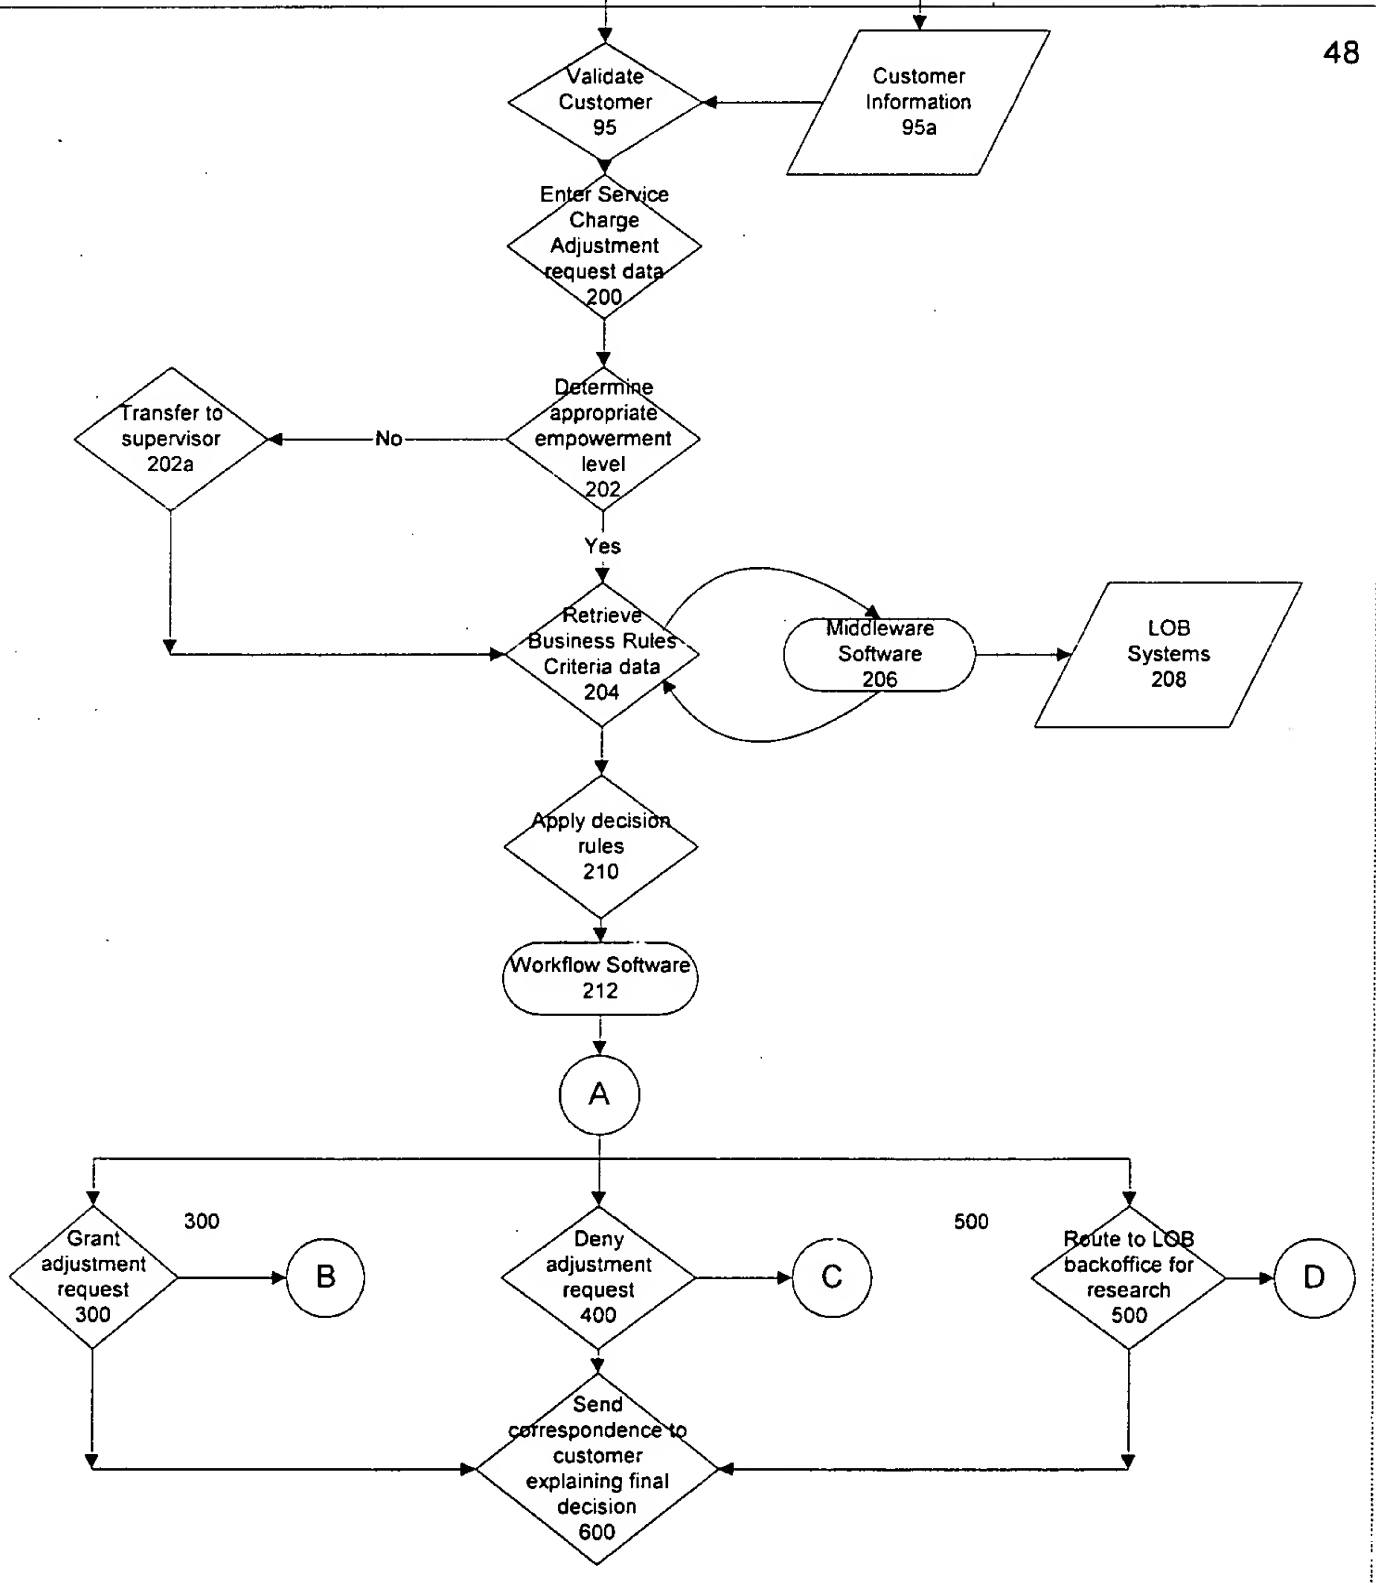 48
Validate
Customer
95
Customer
Information
95a
Enter Service
Charge
Adjustment
request data
200
Determine
appropriate
empowerment
level
202
No
Transfer to
supervisor
202a
Yes
Retrieve
Business Rules
Criteria data
204
Middleware
Software
206
LOB
Systems
208
Apply decision
rules
210
Workflow Software
212
A
300
500
Grant
adjustment
request
300
B
Deny
adjustment
request
400
C
Route to LOB
backoffice for
research
500
D
Send
correspondence to
customer
explaining final
decision
600